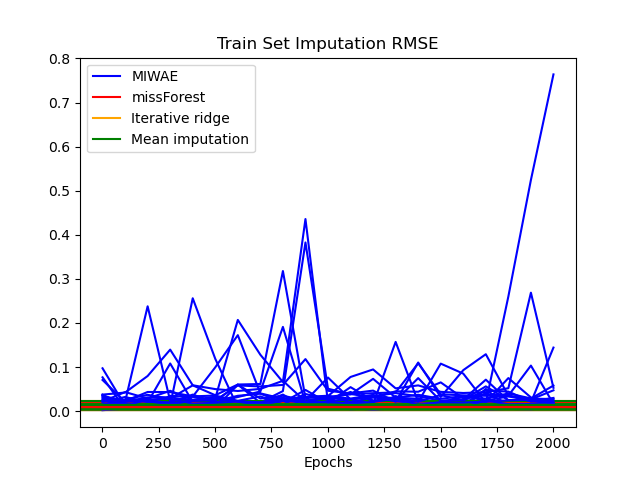 Train Set Imputation RMSE
0.8
0.7
0.6
0.5
0.4
0.3
0.2
0.1
0.0
MIWAE
missForest
Iterative ridge
Mean imputation
0 250 500 750 1000 1250 1500 1750 2000
Epochs